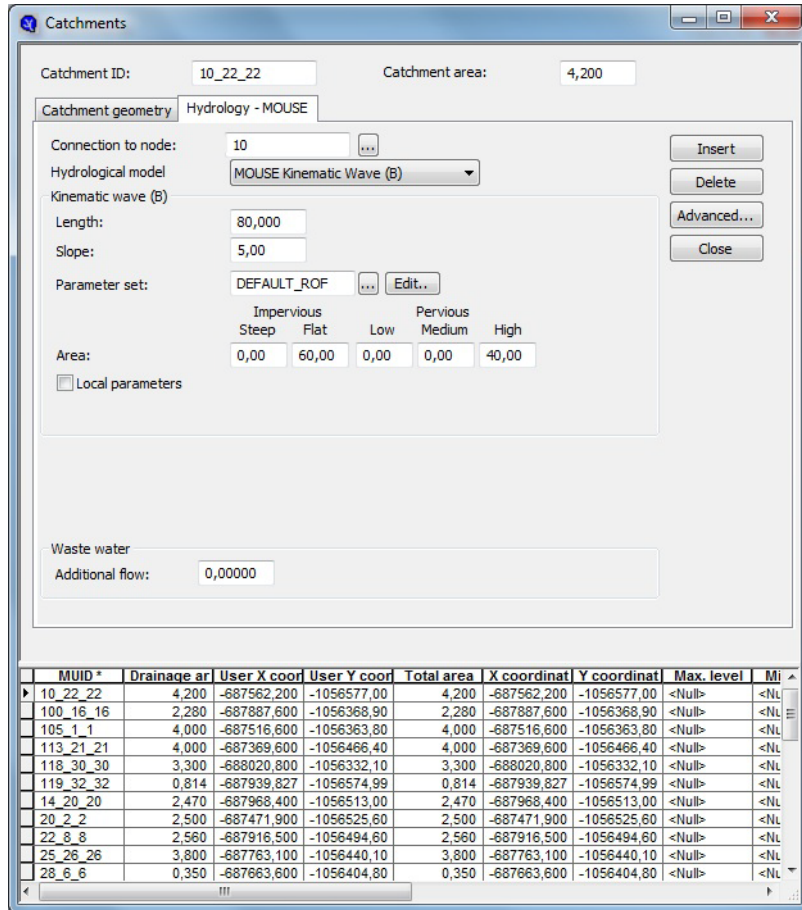 Catchments
Catchment ID: 10_22_22 Catchment area: 4,200
Catchment geometry Hydrology - MOUSE
Connection to node: 10 ... Insert
Hydrological model MOUSE Kinematic Wave (B) Delete
Kinematic wave (B)
Length: 80,000 Advanced...
Slope: 5,00 Close
Parameter set: DEFAULT_ROF ... Edit..
Impervious Pervious
Steep Flat Low Medium High
Area: 0,00 60,00 0,00 0,00 40,00
Local parameters
Waste water
Additional flow: 0,00000
MUID * Drainage ar User X coor User Y coor Total area X coordinat Y coordinat Max. level Mi
10_22_22 4,200 -687562,200 -1056577,00 4,200 -687562,200 -1056577,00 <Null> <Nu
100_16_16 2,280 -687887,600 -1056368,90 2,280 -687887,600 -1056368,90 <Null> <Nu
105_1_1 4,000 -687516,600 -1056363,80 4,000 -687516,600 -1056363,80 <Null> <Nu
113_21_21 4,000 -687369,600 -1056466,40 4,000 -687369,600 -1056466,40 <Null> <Nu
118_30_30 3,300 -688020,800 -1056332,10 3,300 -688020,800 -1056332,10 <Null> <Nu
119_32_32 0,814 -687939,827 -1056574,99 0,814 -687939,827 -1056574,99 <Null> <Nu
14_20_20 2,470 -687968,400 -1056513,00 2,470 -687968,400 -1056513,00 <Null> <Nu
20_2_2 2,500 -687471,900 -1056525,60 2,500 -687471,900 -1056525,60 <Null> <Nu
22_8_8 2,560 -687916,500 -1056494,60 2,560 -687916,500 -1056494,60 <Null> <Nu
25_26_26 3,800 -687763,100 -1056440,10 3,800 -687763,100 -1056440,10 <Null> <Nu
28_6_6 0,350 -687663,600 -1056404,80 0,350 -687663,600 -1056404,80 <Null> <Nu